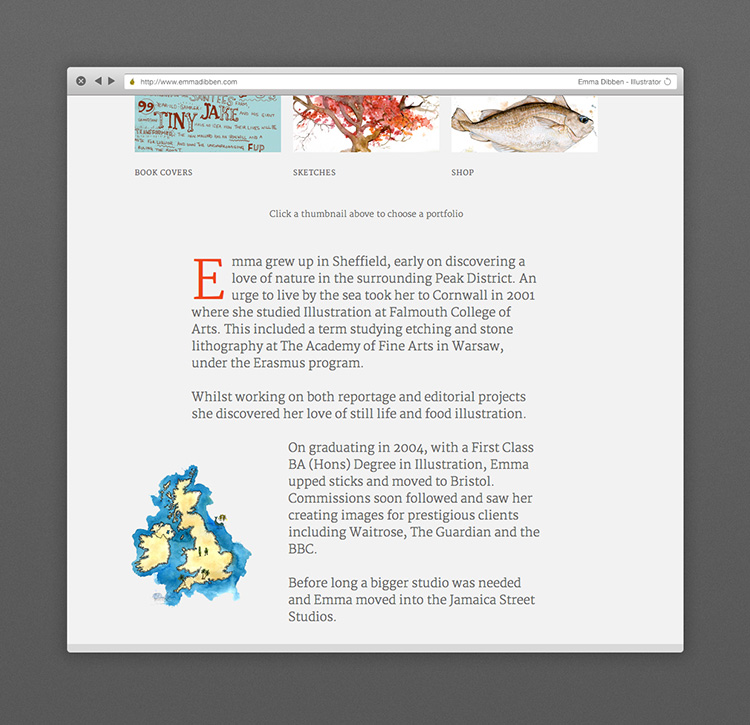 http://www.emmadibben.com
Emma Dibben - Illustrator
99
TINY JAKE
BOOK COVERS
SKETCHES
SHOP
Click a thumbnail above to choose a portfolio
Emma grew up in Sheffield, early on discovering a
love of nature in the surrounding Peak District. An
urge to live by the sea took her to Cornwall in 2001
where she studied Illustration at Falmouth College of
Arts. This included a term studying etching and stone
lithography at The Academy of Fine Arts in Warsaw,
under the Erasmus program.
Whilst working on both reportage and editorial projects
she discovered her love of still life and food illustration.
On graduating in 2004, with a First Class
BA (Hons) Degree in Illustration, Emma
upped sticks and moved to Bristol.
Commissions soon followed and saw her
creating images for prestigious clients
including Waitrose, The Guardian and the
BBC.
Before long a bigger studio was needed
and Emma moved into the Jamaica Street
Studios.